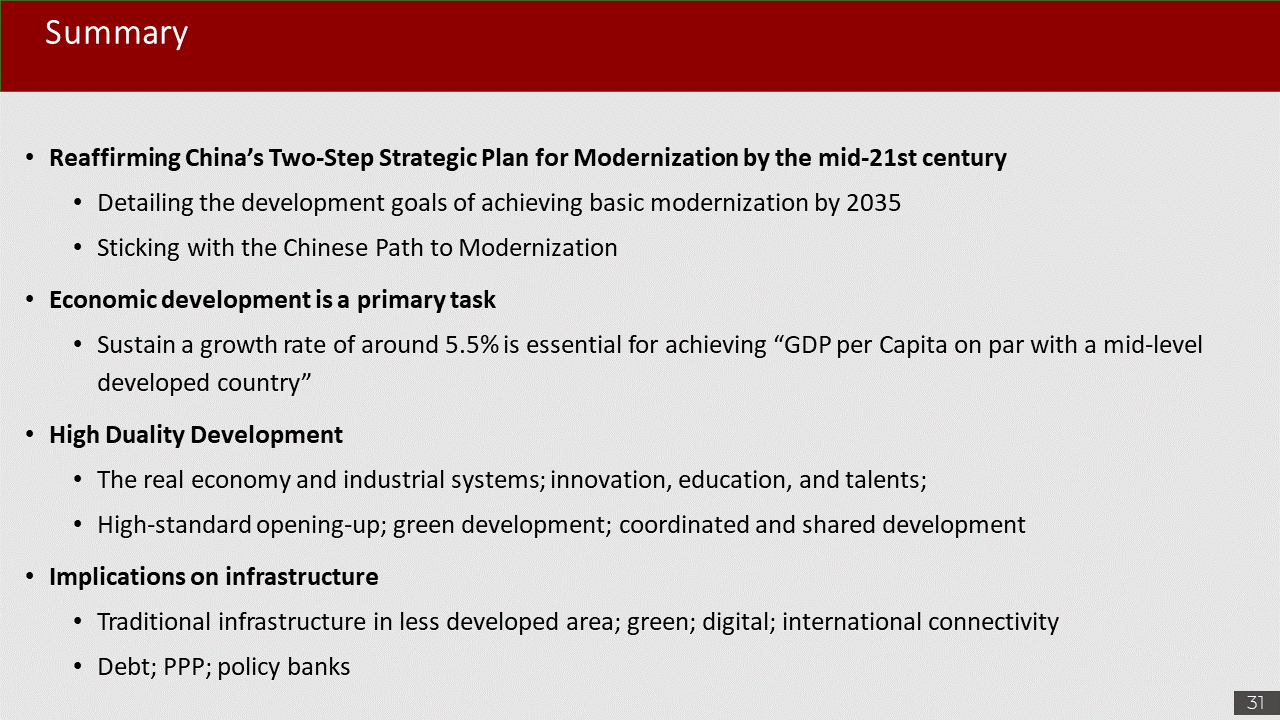 Summary
• Reaffirming China’s Two-Step Strategic Plan for Modernization by the mid-21st century
• Detailing the development goals of achieving basic modernization by 2035
• Sticking with the Chinese Path to Modernization
• Economic development is a primary task
• Sustain a growth rate of around 5.5% is essential for achieving “GDP per Capita on par with a mid-level
developed country”
• High Duality Development
• The real economy and industrial systems; innovation, education, and talents;
• High-standard opening-up; green development; coordinated and shared development
• Implications on infrastructure
• Traditional infrastructure in less developed area; green; digital; international connectivity
• Debt; PPP; policy banks
31